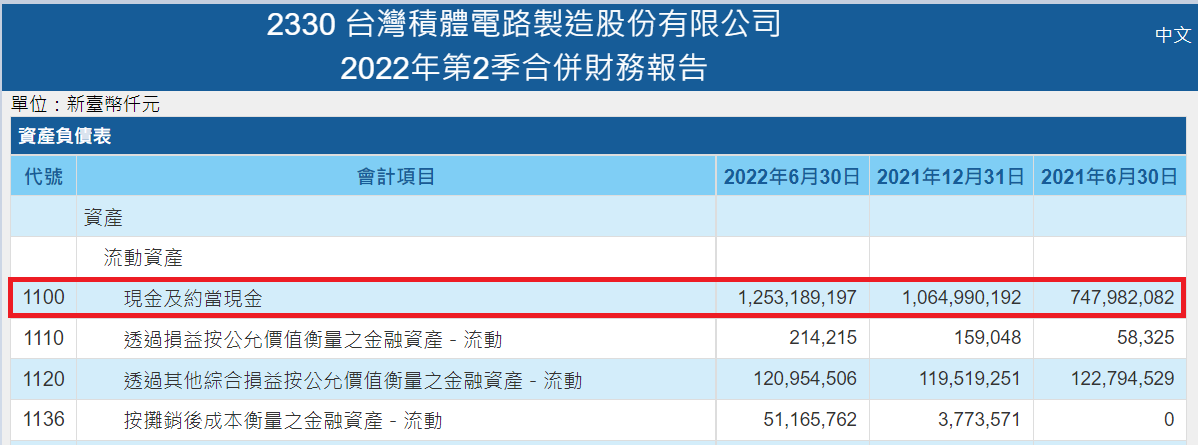 2330 台灣積體電路製造股份有限公司
中文
2022年第2季合併財務報告
單位：新臺幣仟元
資產負債表
代號 會計項目 2022年6月30日 2021年12月31日 2021年6月30日
資產
流動資產
1100 現金及約當現金 1,253,189,197 1,064,990,192 747,982,082
1110 透過損益按公允價值衡量之金融資產－流動 214,215 159,048 58,325
1120 透過其他綜合損益按公允價值衡量之金融資產－流動 120,954,506 119,519,251 122,794,529
1136 按攤銷後成本衡量之金融資產－流動 51,165,762 3,773,571 0